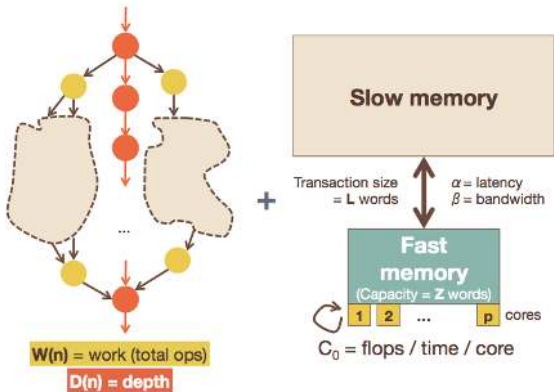 ...
W(n) = work (total ops)
D(n) = depth
+
Slow memory
Transaction size
= L words
α = latency
β = bandwidth
Fast
memory
(Capacity = Z words)
1 2 ... p cores
C₀ = flops / time / core